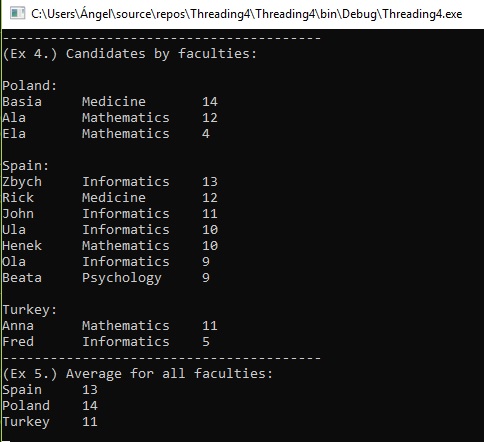 C:\Users\Ángel\source\repos\Threading4\Threading4\bin\Debug\Threading4.exe
----------------------------------------
(Ex 4.) Candidates by faculties:
Poland:
Basia     Medicine       14
Ala       Mathematics    12
Ela       Mathematics    4
Spain:
Zbych     Informatics    13
Rick      Medicine       12
John      Informatics    11
Ula       Informatics    10
Henek     Mathematics    10
Ola       Informatics    9
Beata     Psychology     9
Turkey:
Anna      Mathematics    11
Fred      Informatics    5
----------------------------------------
(Ex 5.) Average for all faculties:
Spain     13
Poland    14
Turkey    11